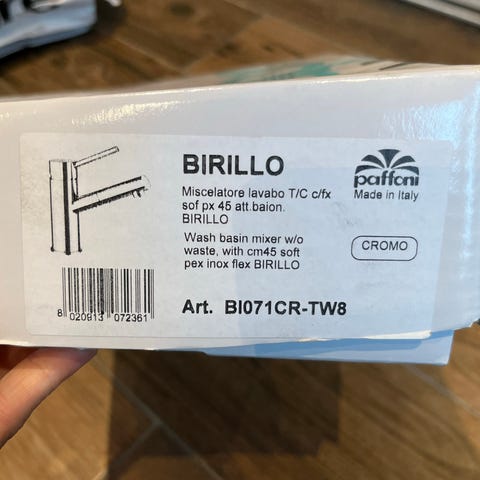 BIRILLO
Miscelatore lavabo T/C c/fx
sof px 45 att.baion.
BIRILLO
Wash basin mixer w/o
waste, with cm45 soft
pex inox flex BIRILLO
Art. BI071CR-TW8
paffoni
Made in Italy
CROMO
8 020913 072361